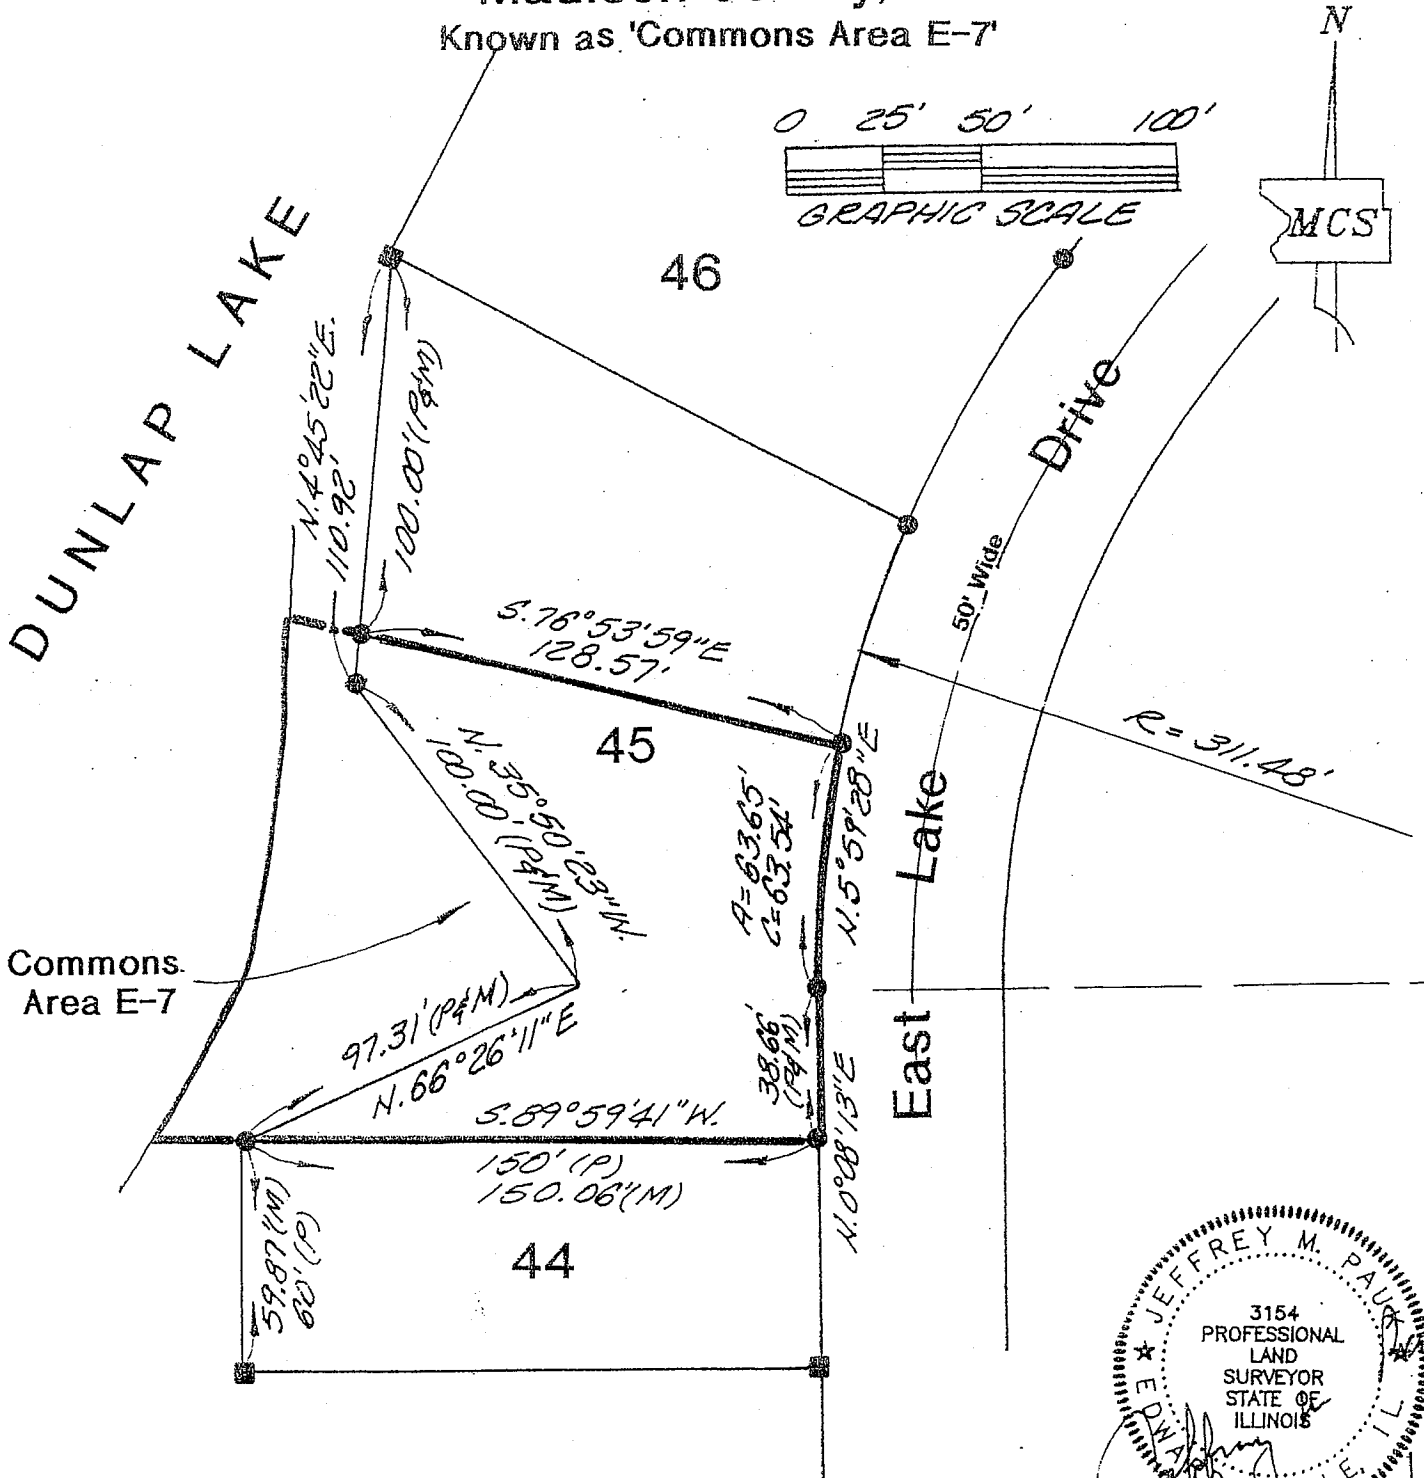 Known as 'Commons Area E-7'
N
0 25' 50' 100'
GRAPHIC SCALE
MCS
46
DUNLAP LAKE
N.4°45'22"E.
110.92'
100.00'(P&M)
Drive
50' Wide
S.76°53'59"E
128.57'
R=311.48'
45
N.35°05'23"W.
100.00'(P&M)
A=63.65'
C=63.54'
N.5°59'28"E
Lake
Commons
Area E-7
97.31'(P&M)
N.66°26'11"E
38.66'
(P&M)
East
S.89°59'41"W.
150'(P)
150.06'(M)
N.0°08'13"E
59.87'(M)
60'(P)
44
JEFFREY M. PAUK
3154
PROFESSIONAL
LAND
SURVEYOR
STATE OF
ILLINOIS